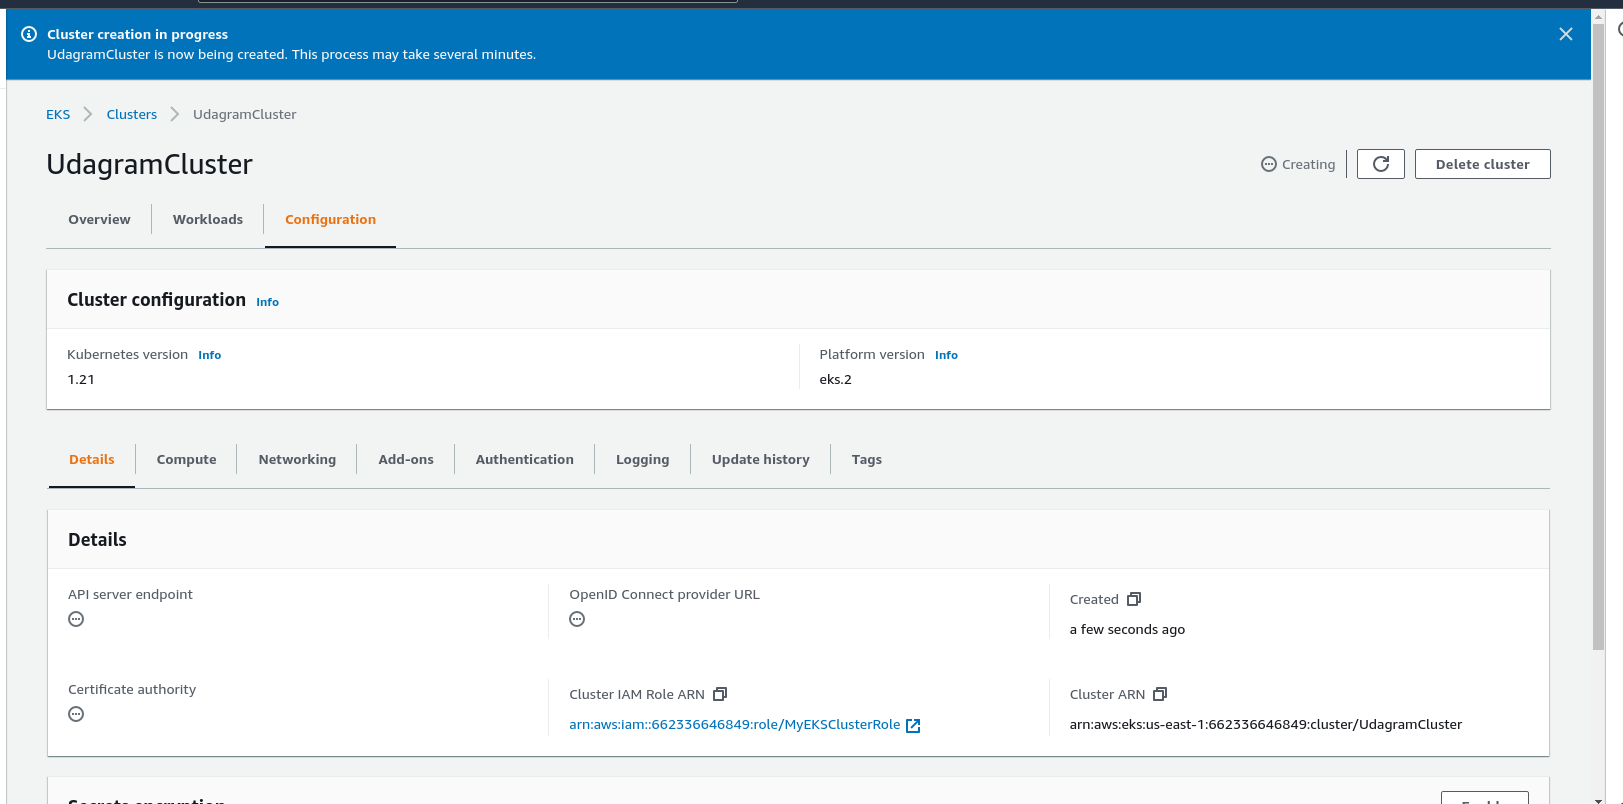 Cluster creation in progress
UdagramCluster is now being created. This process may take several minutes.
EKS Clusters UdagramCluster
UdagramCluster
Creating Delete cluster
Overview Workloads Configuration
Cluster configuration Info
Kubernetes version Info Platform version Info
1.21 eks.2
Details Compute Networking Add-ons Authentication Logging Update history Tags
Details
API server endpoint OpenID Connect provider URL Created
a few seconds ago
Certificate authority Cluster IAM Role ARN Cluster ARN
arn:aws:iam::662336646849:role/MyEKSClusterRole arn:aws:eks:us-east-1:662336646849:cluster/UdagramCluster
Secrets encryption